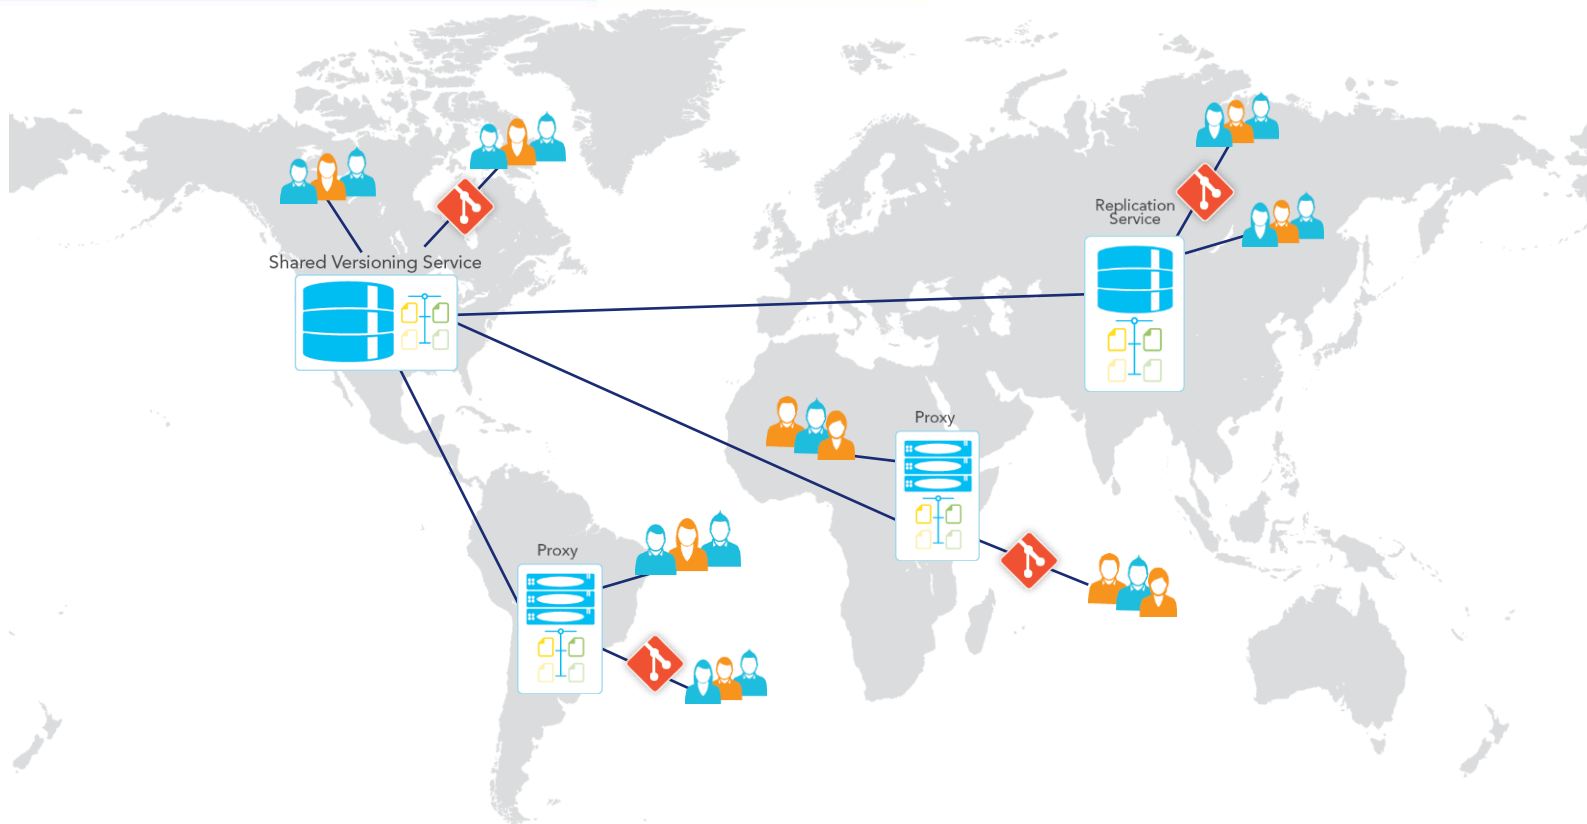 Replication
Service
Shared Versioning Service
Proxy
Proxy